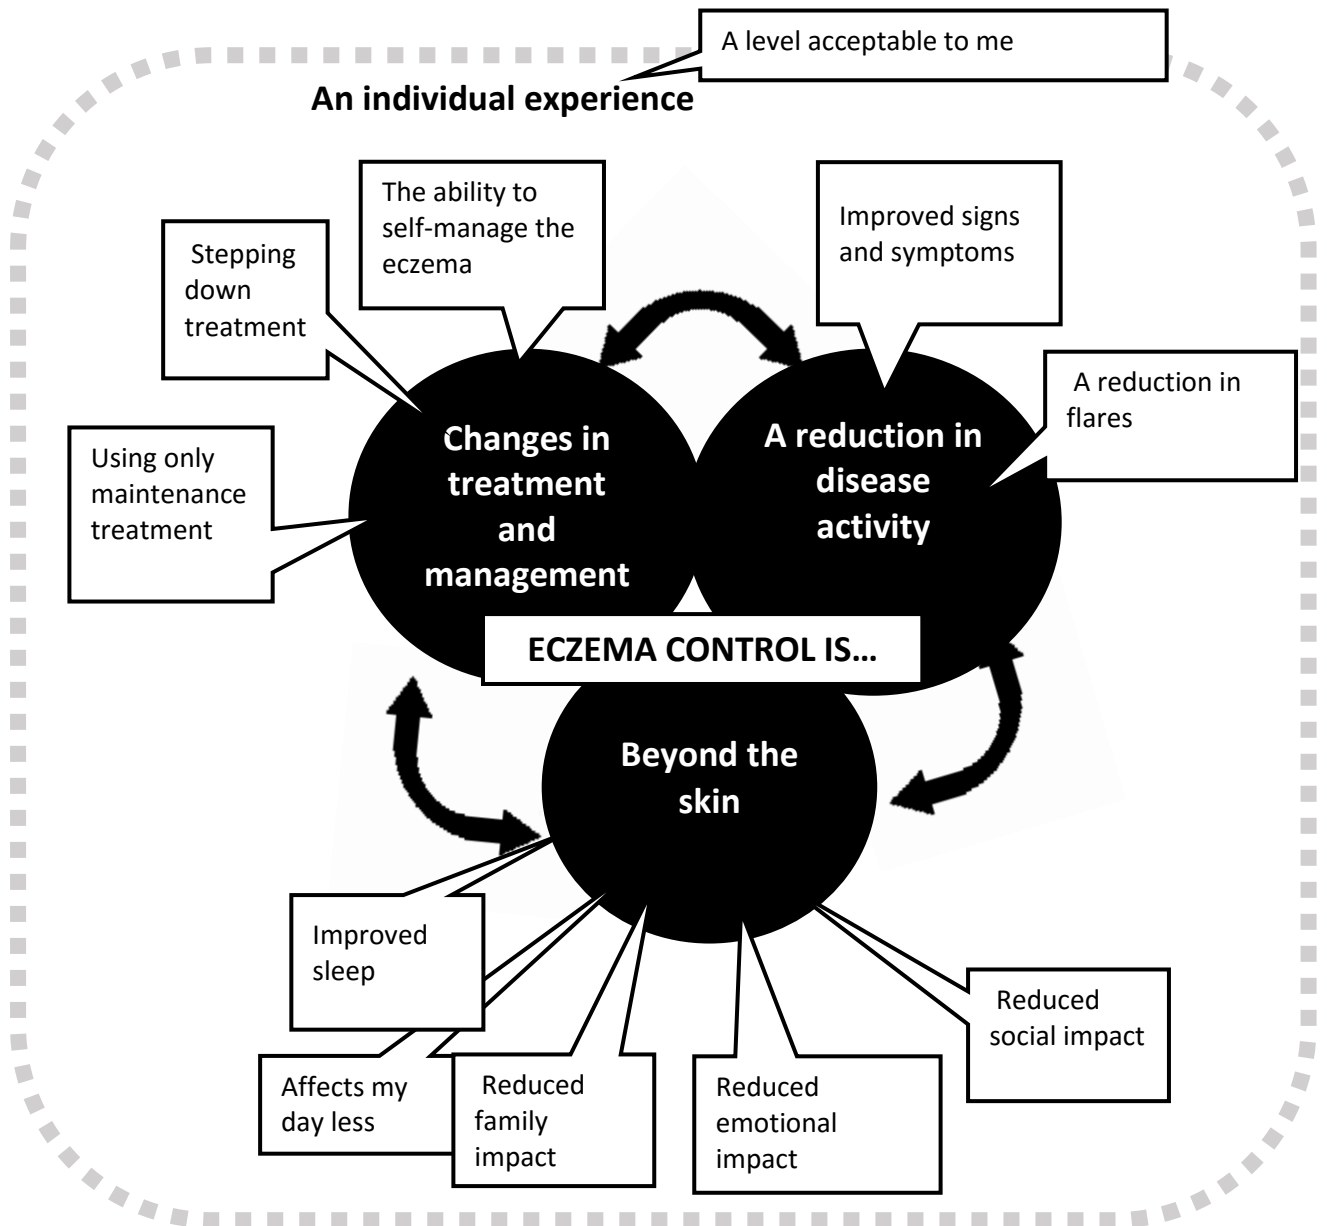 A level acceptable to me
An individual experience
The ability to
self-manage the
eczema
Stepping
down
treatment
Using only
maintenance
treatment
Improved signs
and symptoms
A reduction in
flares
Changes in
treatment
and
management
A reduction in
disease
activity
ECZEMA CONTROL IS...
Beyond the
skin
Improved
sleep
Affects my
day less
Reduced
family
impact
Reduced
emotional
impact
Reduced
social impact